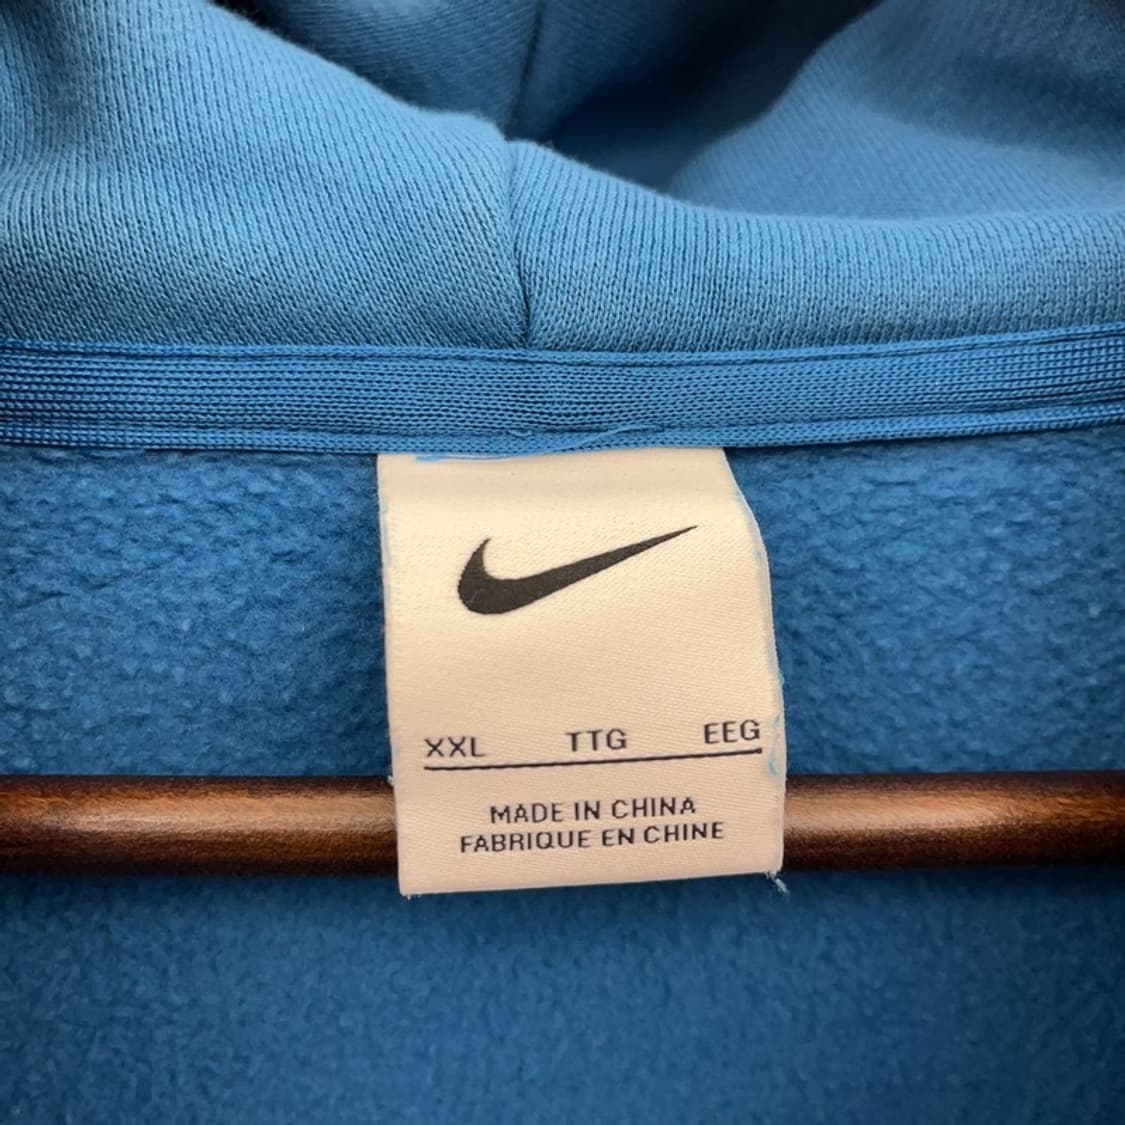 XXL TTG EEG
MADE IN CHINA
FABRIQUE EN CHINE